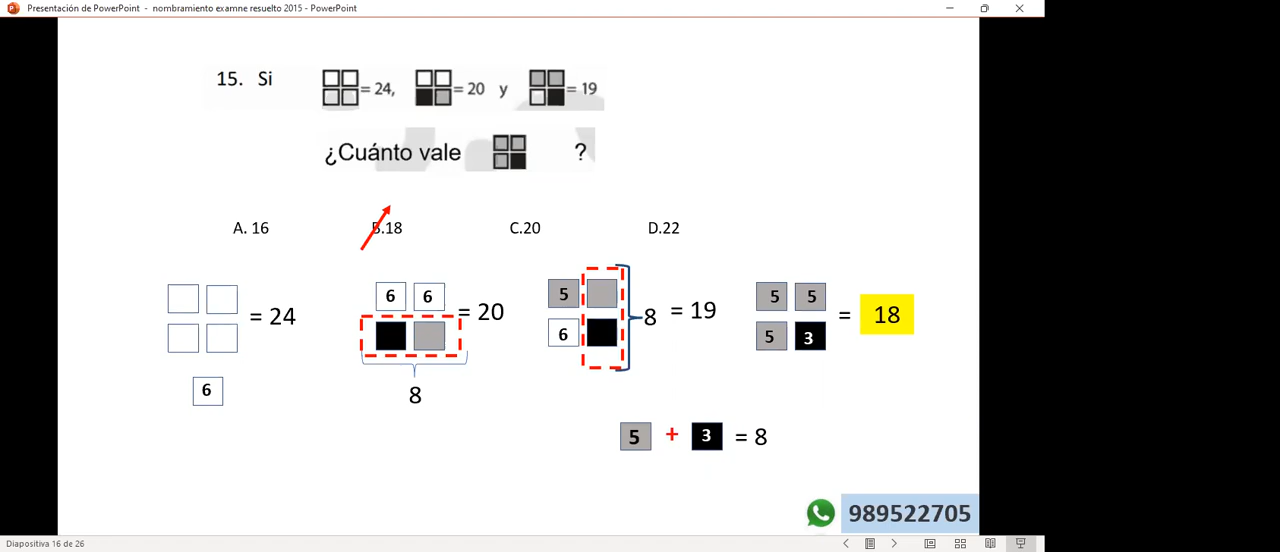 Presentación de PowerPoint - nombramiento examne resuelto 2015 - PowerPoint
15. Si = 24, = 20 y = 19
¿Cuánto vale ?
A. 16 B.18 C.20 D.22
= 24
6
6 6
= 20
8
5
6
8 = 19
5 5
5 3
= 18
5 + 3 = 8
989522705
Diapositiva 16 de 26